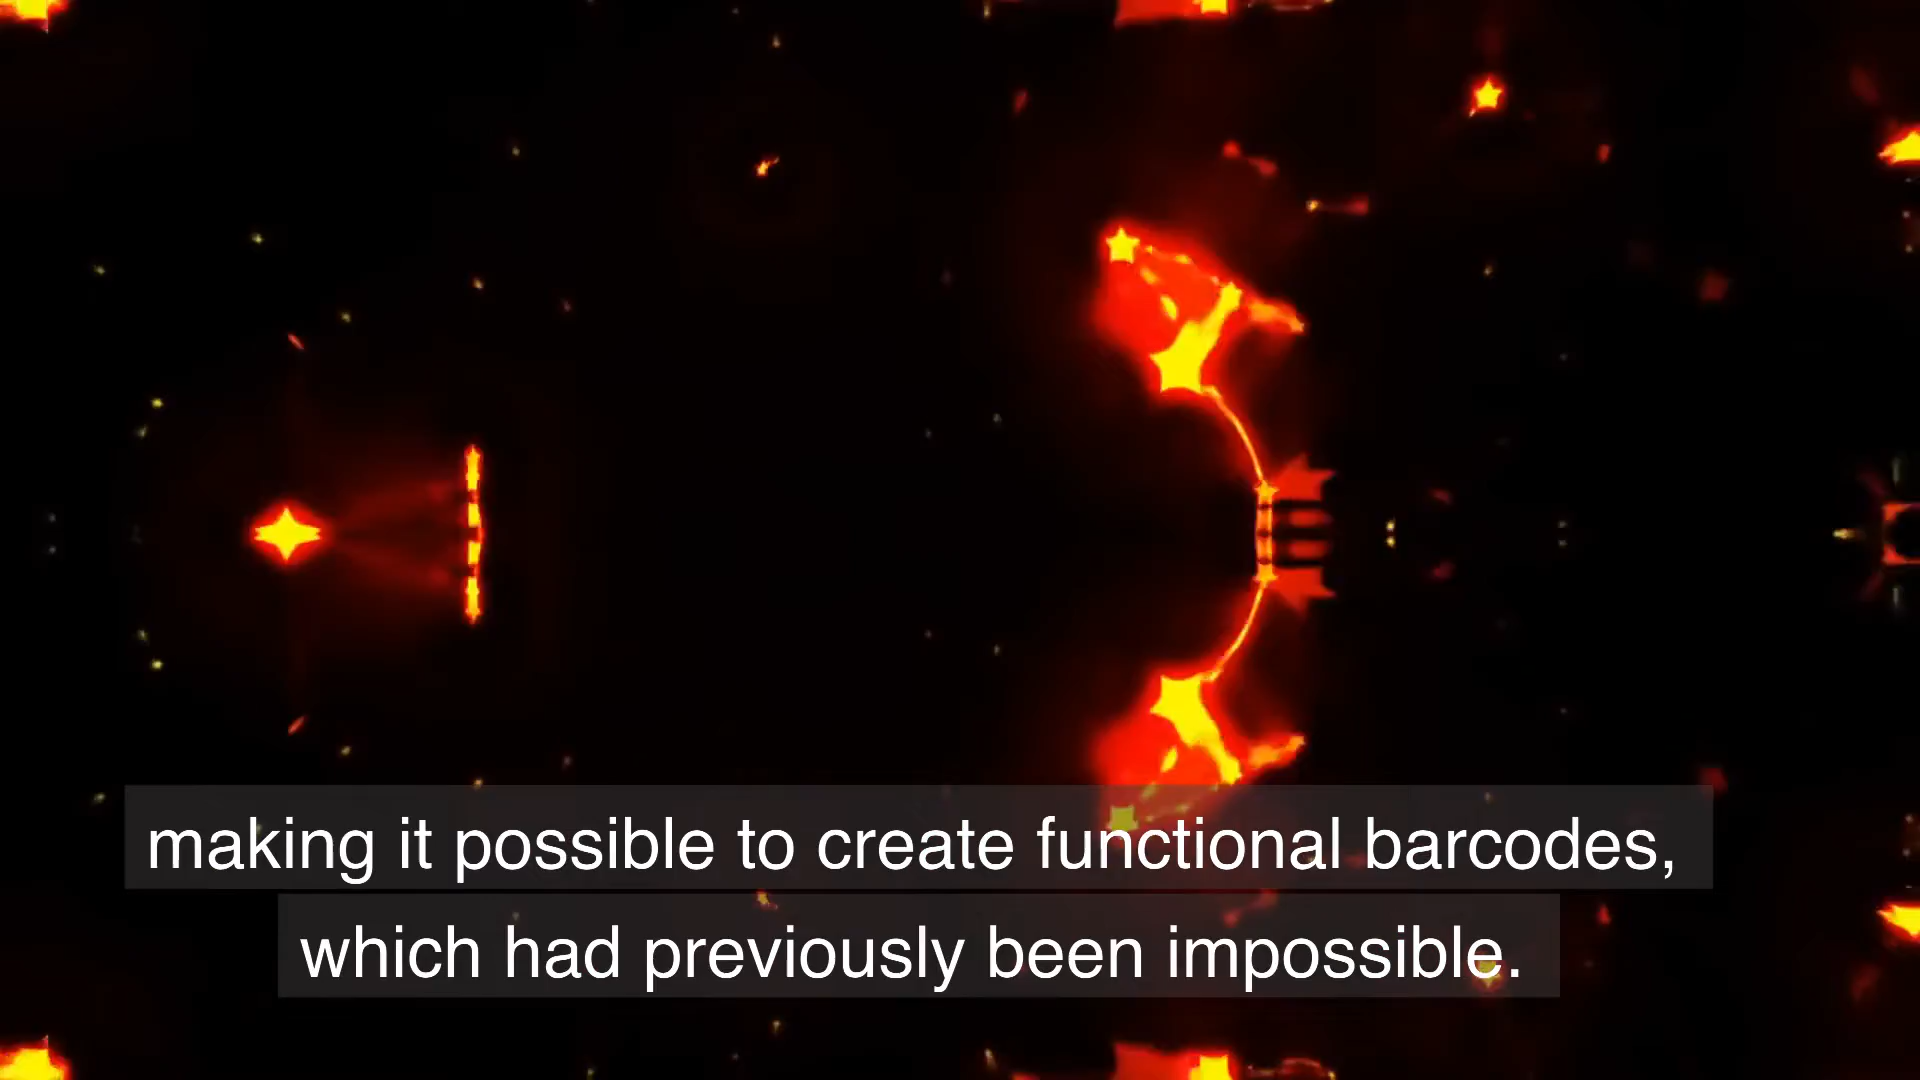 making it possible to create functional barcodes,
which had previously been impossible.